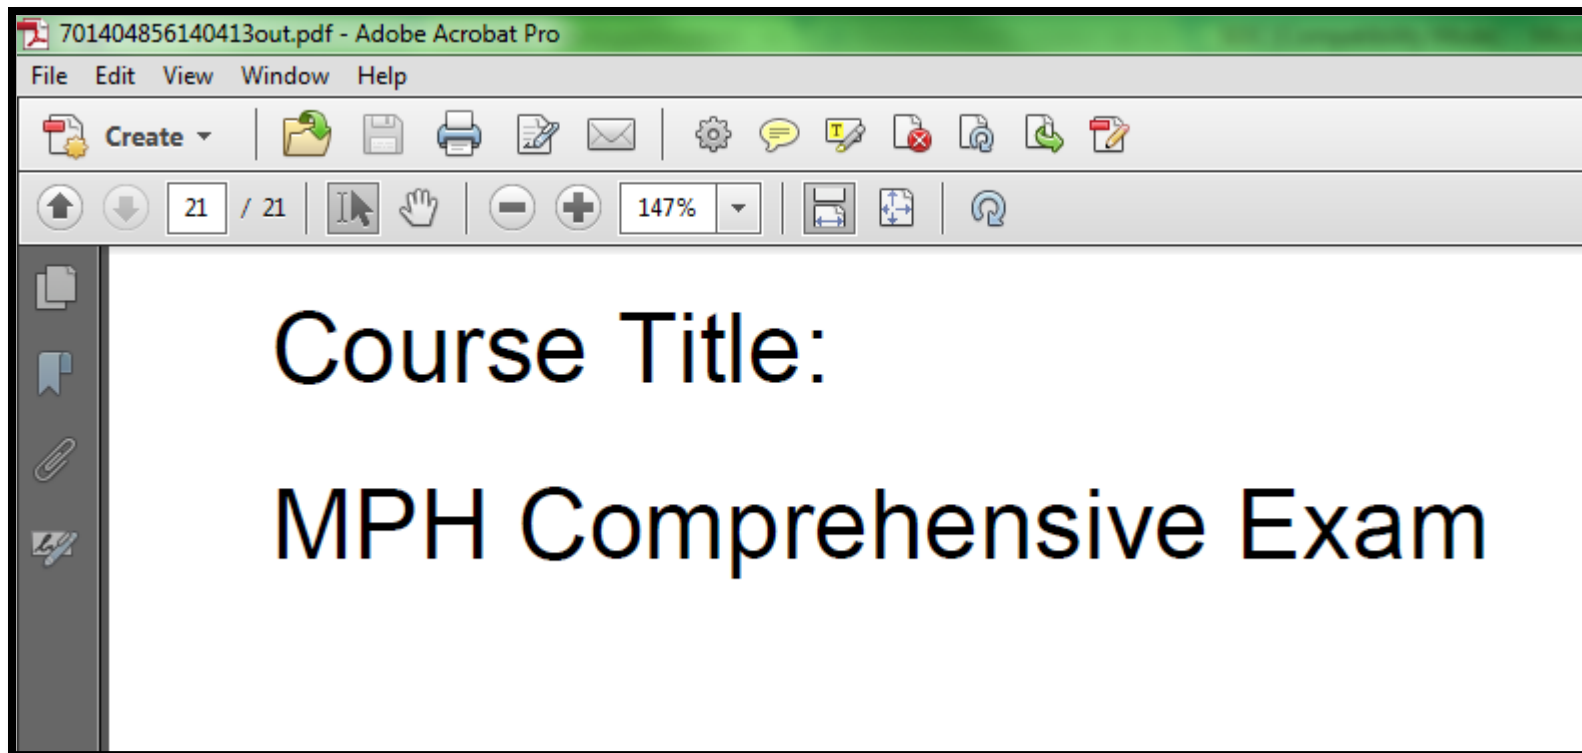 701404856140413out.pdf - Adobe Acrobat Pro
File Edit View Window Help
Create
21 / 21 147%
Course Title:
MPH Comprehensive Exam